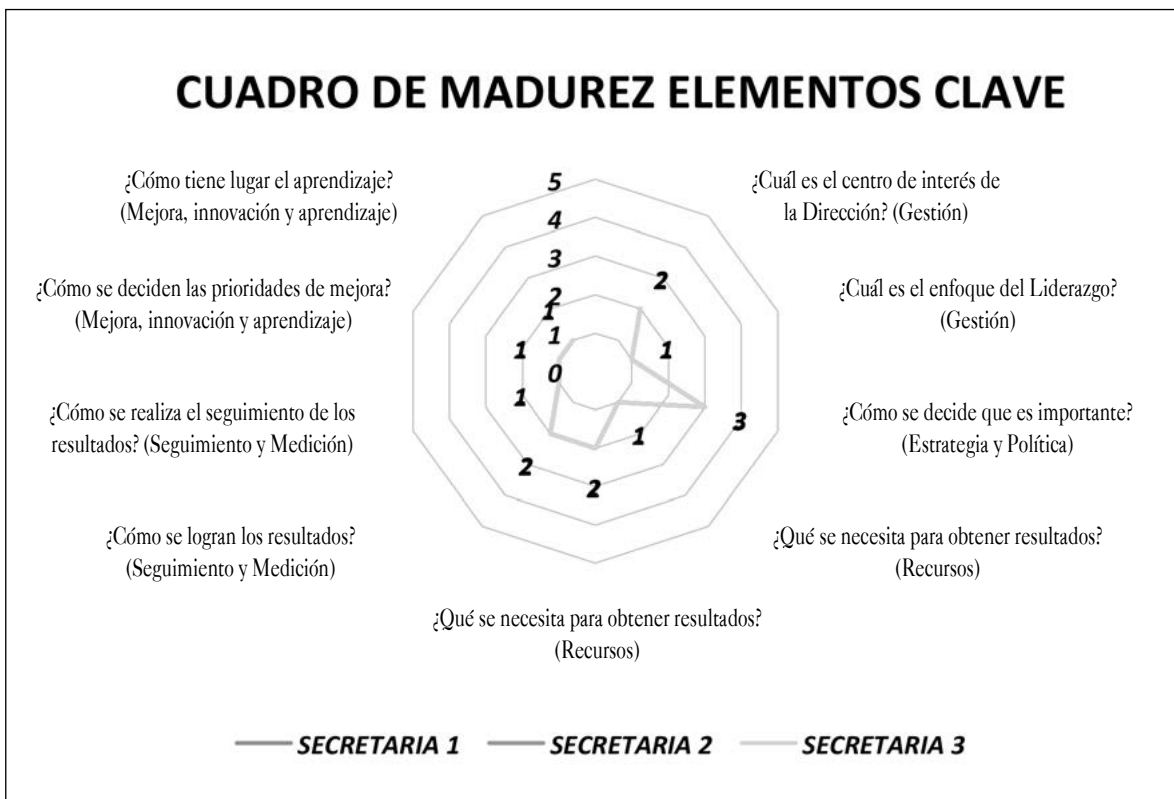 CUADRO DE MADUREZ ELEMENTOS CLAVE
¿Cómo tiene lugar el aprendizaje?
(Mejora, innovación y aprendizaje)
5
¿Cuál es el centro de interés de
la Dirección? (Gestión)
4
3
2
¿Cómo se deciden las prioridades de mejora?
(Mejora, innovación y aprendizaje)
2
1
¿Cuál es el enfoque del Liderazgo?
(Gestión)
1
1
1
0
¿Cómo se realiza el seguimiento de los
resultados? (Seguimiento y Medición)
1
3
¿Cómo se decide que es importante?
(Estrategia y Política)
1
2
2
¿Cómo se logran los resultados?
(Seguimiento y Medición)
¿Qué se necesita para obtener resultados?
(Recursos)
¿Qué se necesita para obtener resultados?
(Recursos)
SECRETARIA 1 SECRETARIA 2 SECRETARIA 3